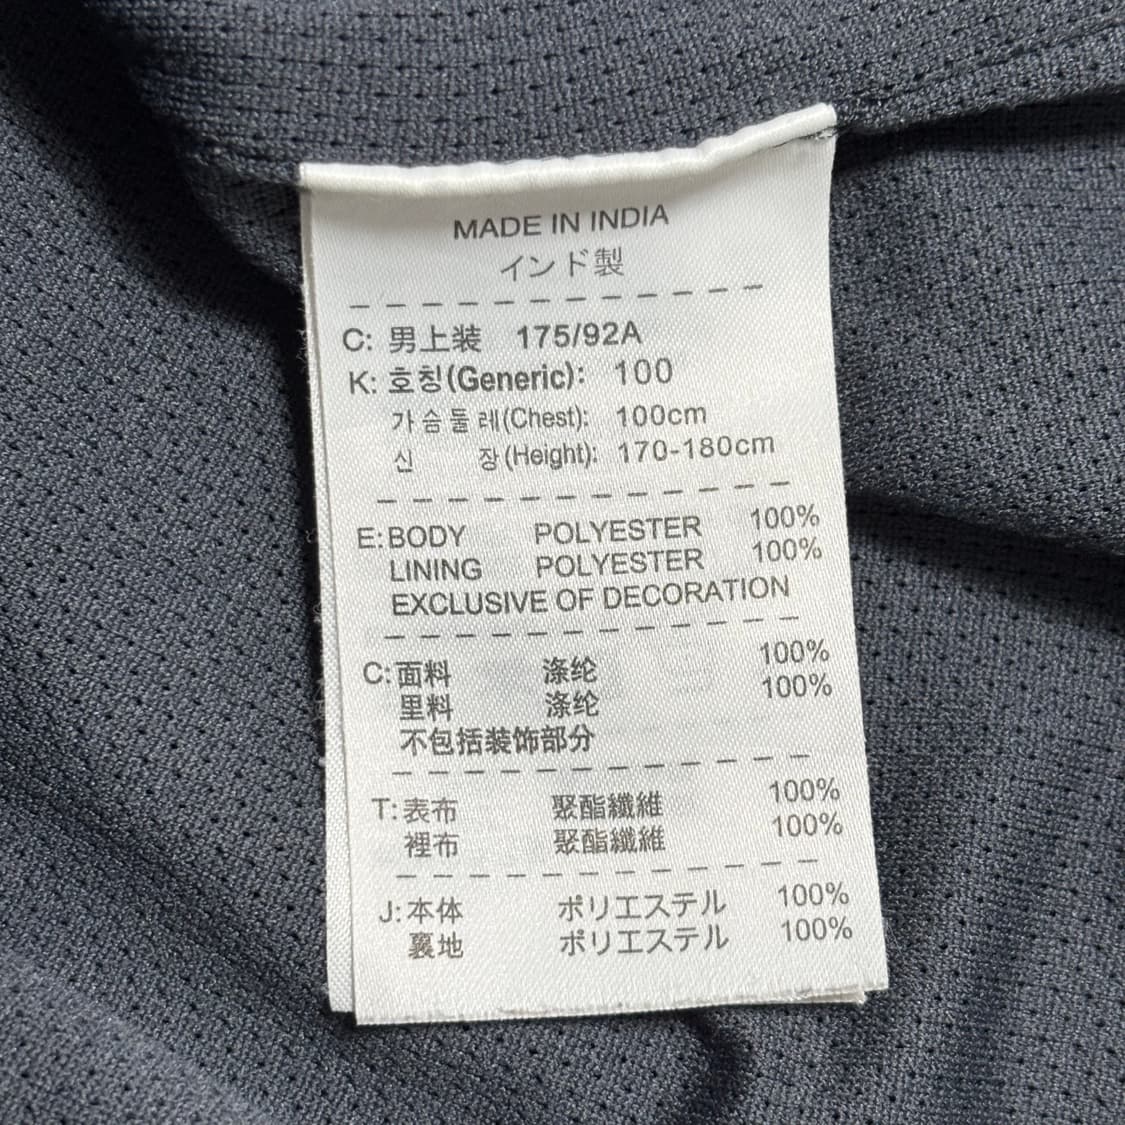 MADE IN INDIA
インド製
C: 男上装 175/92A
K: 호칭(Generic): 100
가슴둘레(Chest): 100cm
신 장(Height): 170-180cm
E: BODY POLYESTER 100%
LINING POLYESTER 100%
EXCLUSIVE OF DECORATION
C: 面料 涤纶 100%
里料 涤纶 100%
不包括装饰部分
T: 表布 聚酯纖維 100%
裡布 聚酯纖維 100%
J: 本体 ポリエステル 100%
裏地 ポリエステル 100%